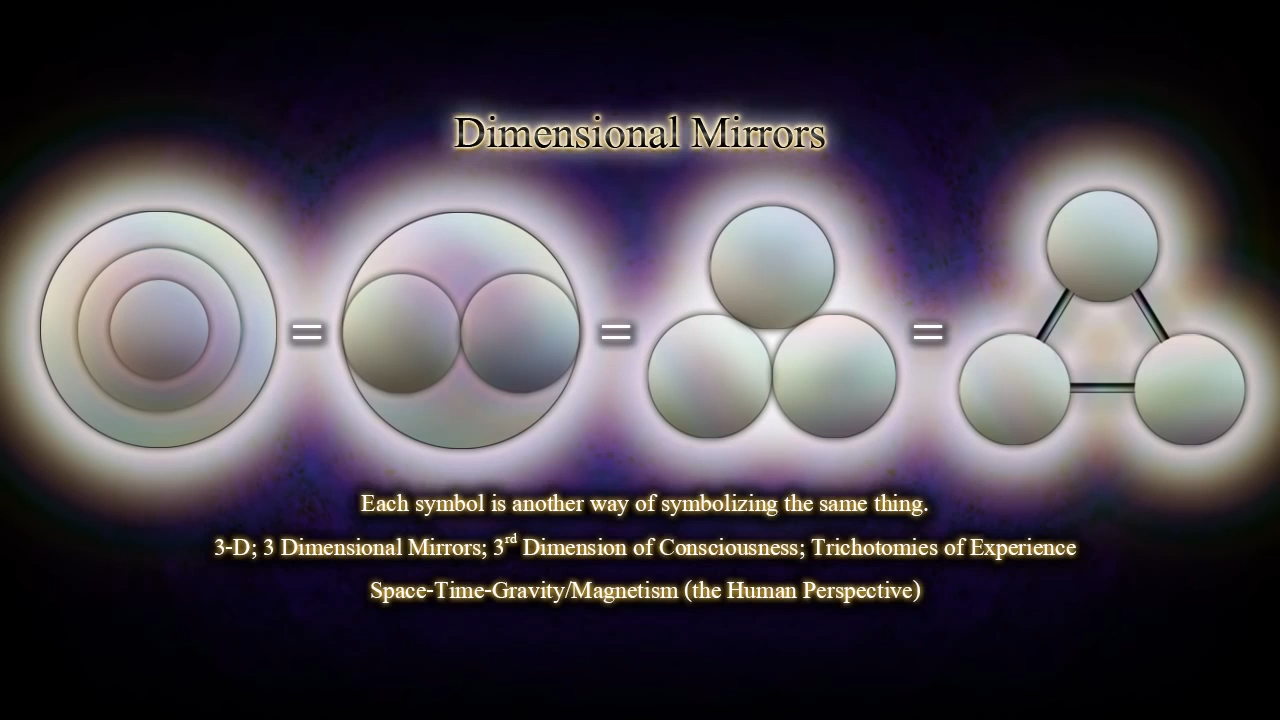 Dimensional Mirrors
= = =
Each symbol is another way of symbolizing the same thing.
3-D; 3 Dimensional Mirrors; 3rd Dimension of Consciousness; Trichotomies of Experience
Space-Time-Gravity/Magnetism (the Human Perspective)